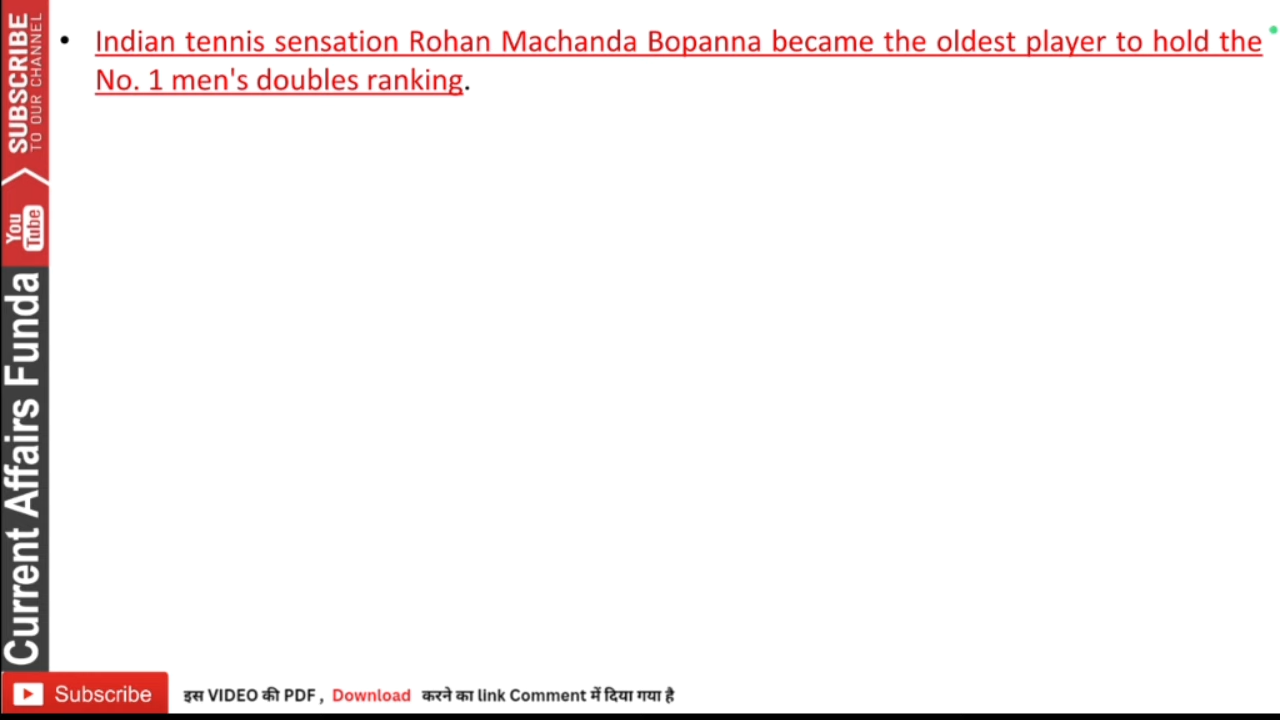 • Indian tennis sensation Rohan Machanda Bopanna became the oldest player to hold the
No. 1 men's doubles ranking.
SUBSCRIBE
TO OUR CHANNEL
You
Tube
Current Affairs Funda
Subscribe
इस VIDEO की PDF , Download करने का link Comment में दिया गया है